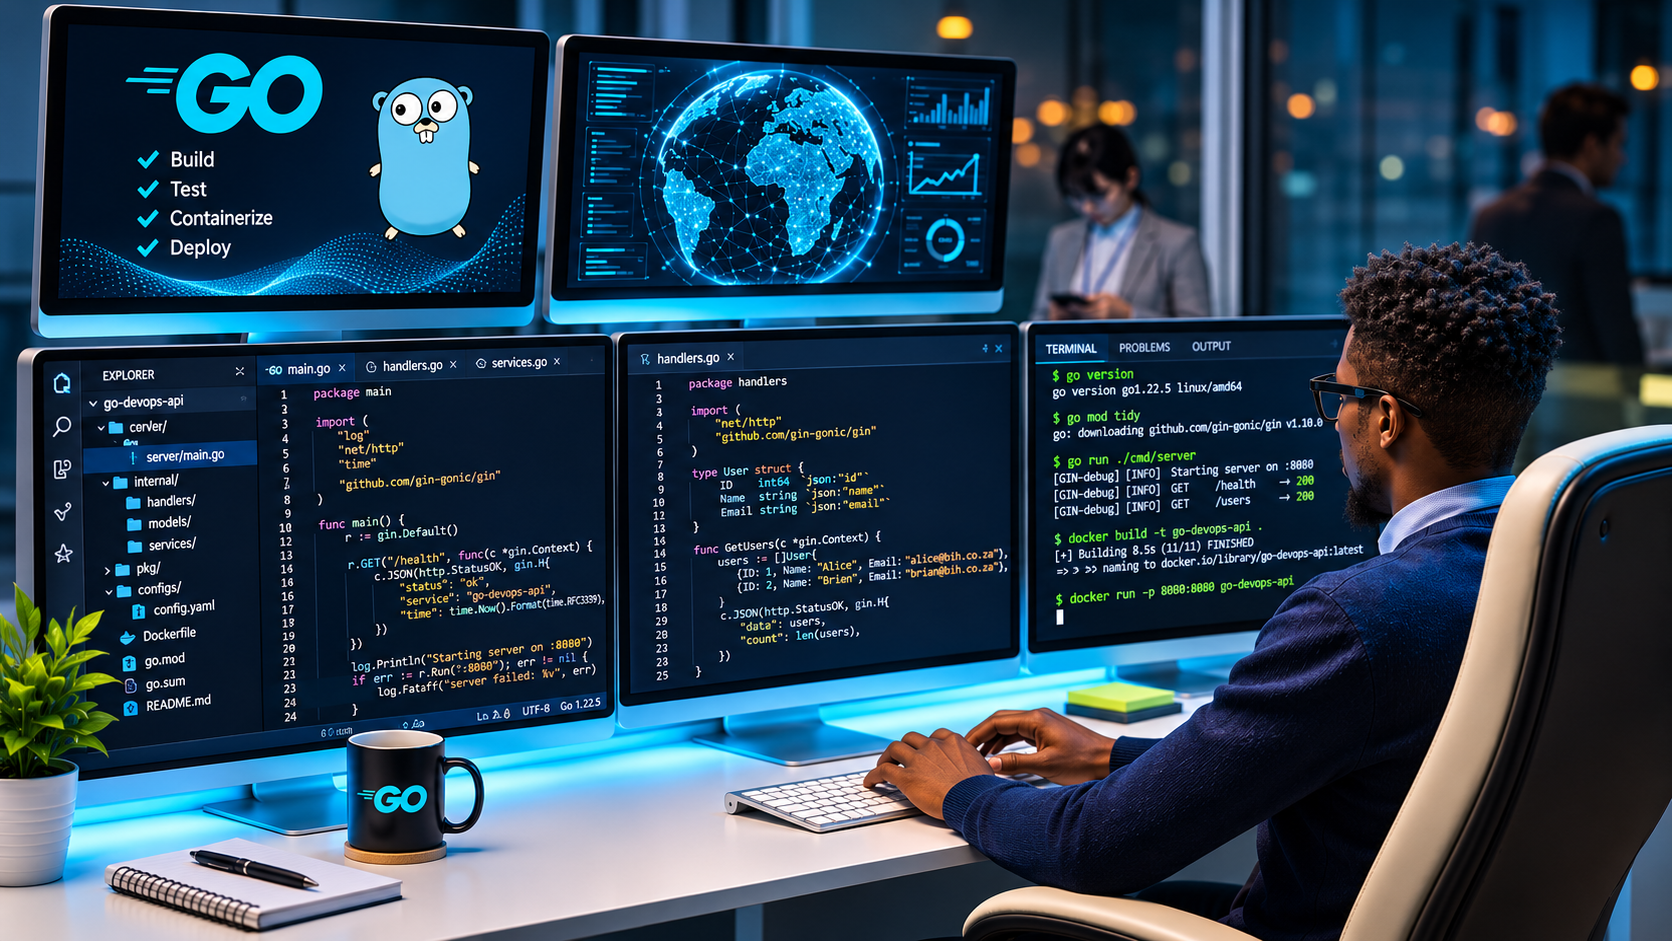 GO
✓ Build
✓ Test
✓ Containerize
✓ Deploy
EXPLORER ×
go-devops-api
cerver/
server/main.go
internal/
handlers/
models/
services/
pkg/
configs/
config.yaml
Dockerfile
go.mod
go.sum
README.md
GO main.go × handlers.go × services.go ×
package main
import (
"log"
"net/http"
"time"
"github.com/gin-gonic/gin"
)
func main() {
r := gin.Default()
r.GET("/health", func(c *gin.Context) {
c.JSON(http.StatusOK, gin.H{
"status": "ok",
"service": "go-devops-api",
"time": time.Now().Format(time.RFC3339),
})
})
log.Println("Starting server on :8080")
if err := r.Run(":8080"); err != nil {
log.Fataff("server failed: %v", err)
}
UTF-8 Go 1.22.5
handlers.go ×
package handlers
import (
"net/http"
"github.com/gin-gonic/gin"
)
type User struct {
ID int64 `json:"id"`
Name string `json:"name"`
Email string `json:"email"`
}
func GetUsers(c *gin.Context) {
users := []User{
{ID: 1, Name: "Alice", Email: "alice@bih.co.za"},
{ID: 2, Name: "Brien", Email: "brian@bih.co.za"},
}
c.JSON(http.StatusOK, gin.H{
"data": users,
"count": len(users),
})
}
TERMINAL PROBLEMS OUTPUT
$ go version
go version go1.22.5 linux/amd64
$ go mod tidy
go: downloading github.com/gin-gonic/gin v1.10.0
$ go run ./cmd/server
[GIN-debug] [INFO] Starting server on :8080
[GIN-debug] [INFO] GET /health → 200
[GIN-debug] [INFO] GET /users → 200
$ docker build -t go-devops-api .
[+] Building 8.5s (11/11) FINISHED
=> naming to docker.io/library/go-devops-api:latest
$ docker run -p 8080:8080 go-devops-api
GO